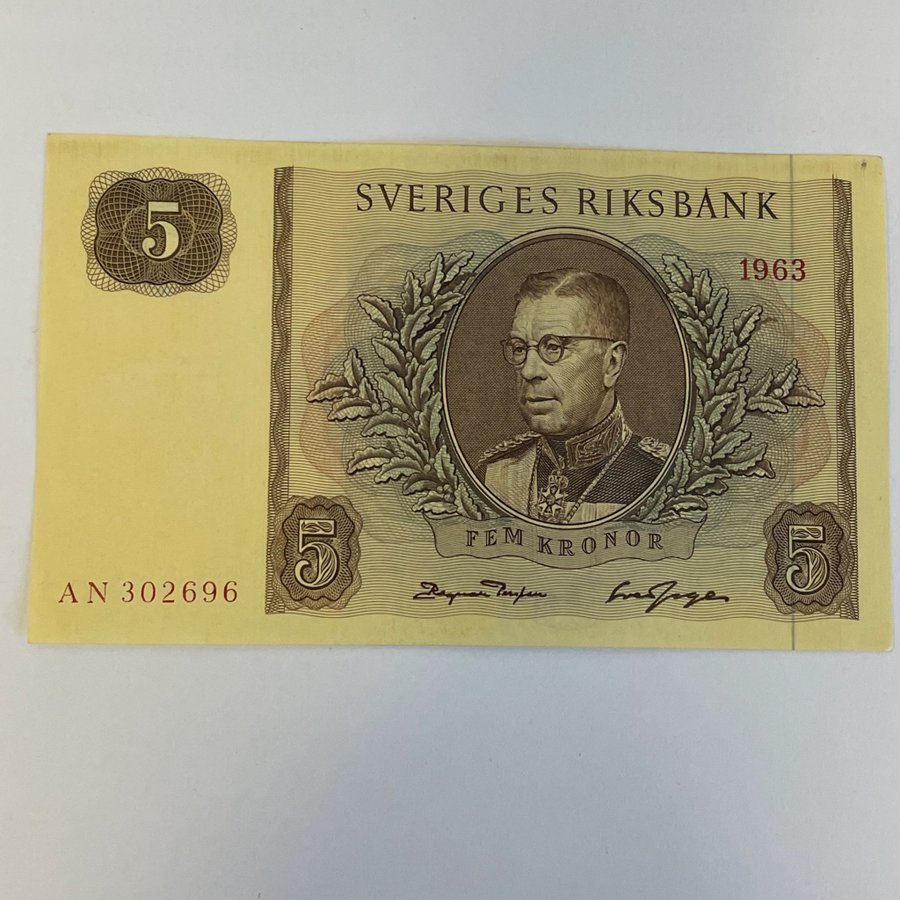 5
SVERIGES RIKSBANK
1963
FEM KRONOR
5
5
AN 302696